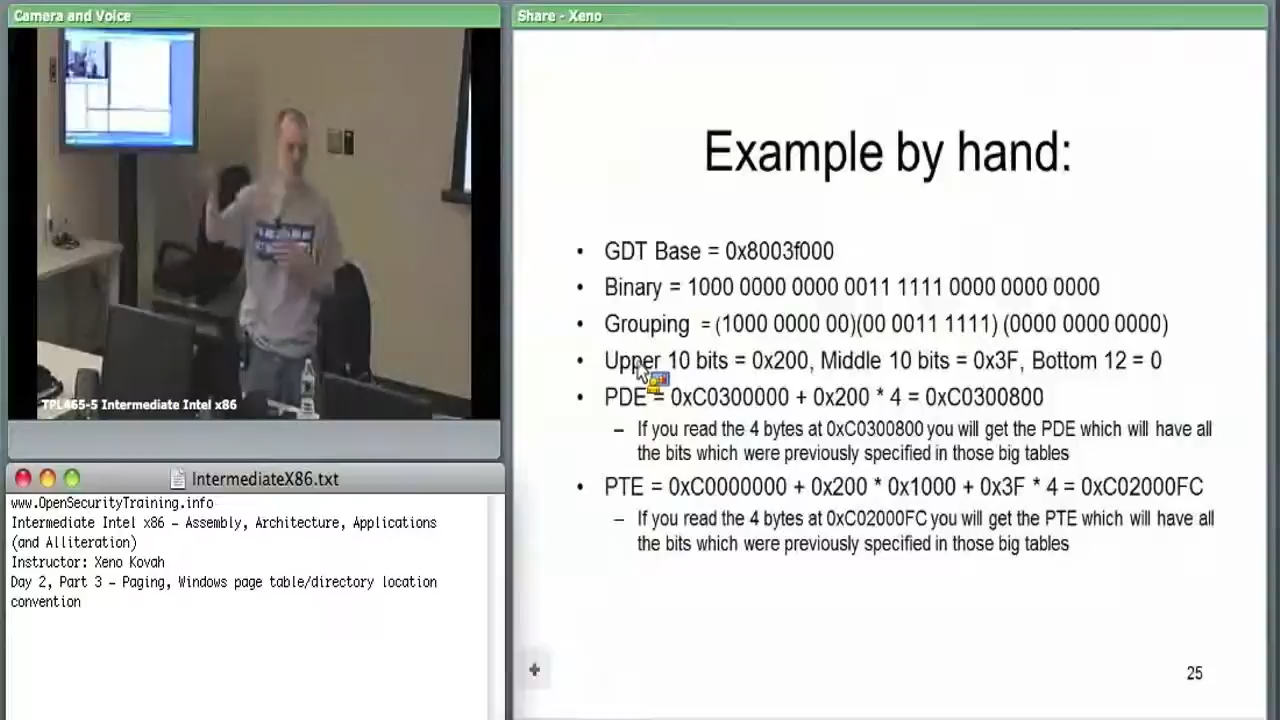 Camera and Voice
TPL465-5 Intermediate Intel x86
IntermediateX86.txt
www.OpenSecurityTraining.info
Intermediate Intel x86 – Assembly, Architecture, Applications
(and Alliteration)
Instructor: Xeno Kovah
Day 2, Part 3 – Paging, Windows page table/directory location
convention
Share - Xeno
Example by hand:
• GDT Base = 0x8003f000
• Binary = 1000 0000 0000 0011 1111 0000 0000 0000
• Grouping = (1000 0000 00)(00 0011 1111) (0000 0000 0000)
• Upper 10 bits = 0x200, Middle 10 bits = 0x3F, Bottom 12 = 0
• PDE = 0xC0300000 + 0x200 * 4 = 0xC0300800
– If you read the 4 bytes at 0xC0300800 you will get the PDE which will have all
the bits which were previously specified in those big tables
• PTE = 0xC0000000 + 0x200 * 0x1000 + 0x3F * 4 = 0xC02000FC
– If you read the 4 bytes at 0xC02000FC you will get the PTE which will have all
the bits which were previously specified in those big tables
25